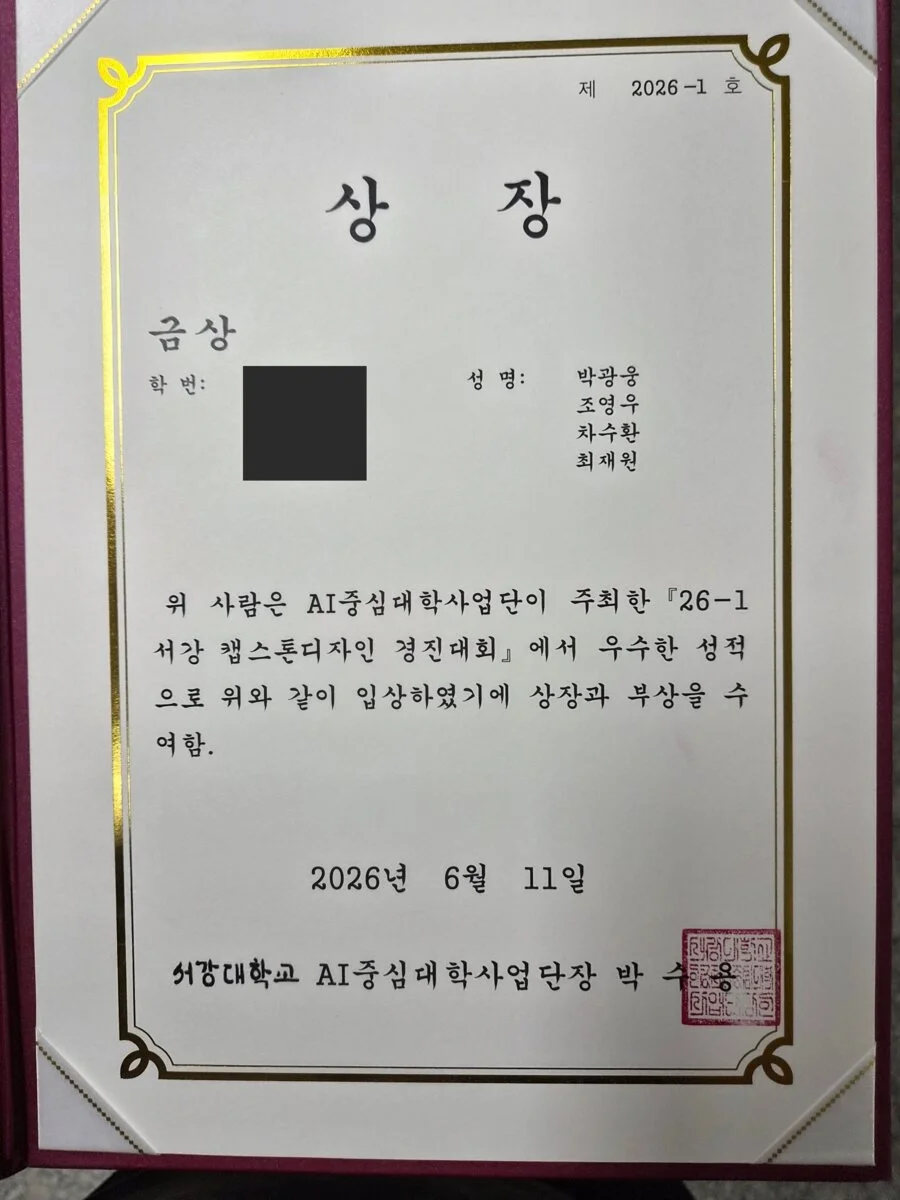 제 2026-1 호
상 장
금상
학 번: 성 명: 박광웅
조영우
차수환
최재원
위 사람은 AI중심대학사업단이 주최한『26-1
서강 캡스톤디자인 경진대회』에서 우수한 성적
으로 위와 같이 입상하였기에 상장과 부상을 수
여함.
2026년 6월 11일
서강대학교 AI중심대학사업단장 박 수 용